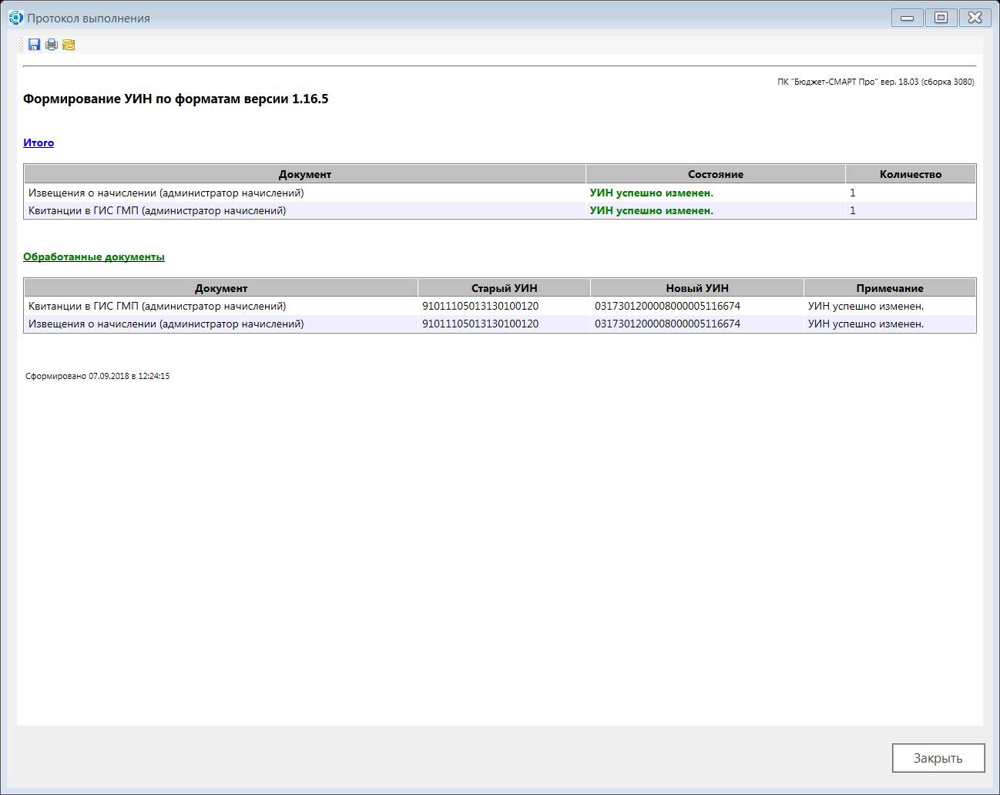 Протокол выполнения
ПК "Бюджет-СМАРТ Про" вер. 18.03 (сборка 3080)
Формирование УИН по форматам версии 1.16.5
Итого
Документ Состояние Количество
Извещения о начислении (администратор начислений) УИН успешно изменен. 1
Квитанции в ГИС ГМП (администратор начислений) УИН успешно изменен. 1
Обработанные документы
Документ Старый УИН Новый УИН Примечание
Квитанции в ГИС ГМП (администратор начислений) 91011105013130100120 0317301200008000005116674 УИН успешно изменен.
Извещения о начислении (администратор начислений) 91011105013130100120 0317301200008000005116674 УИН успешно изменен.
Сформировано 07.09.2018 в 12:24:15
Закрыть